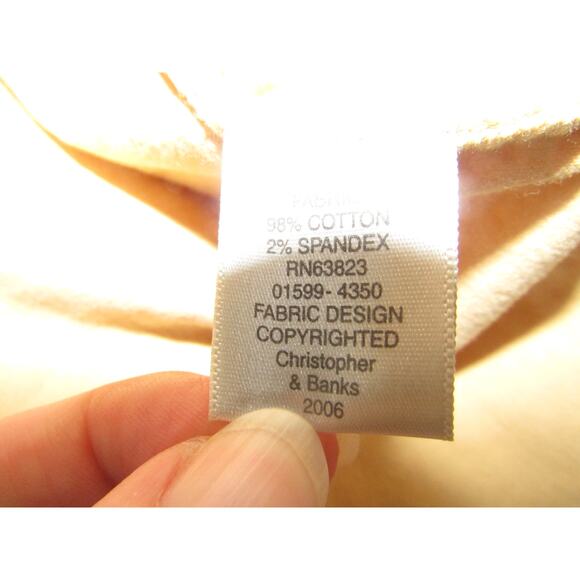 FABRIC
98% COTTON
2% SPANDEX
RN63823
01599- 4350
FABRIC DESIGN
COPYRIGHTED
Christopher
& Banks
2006